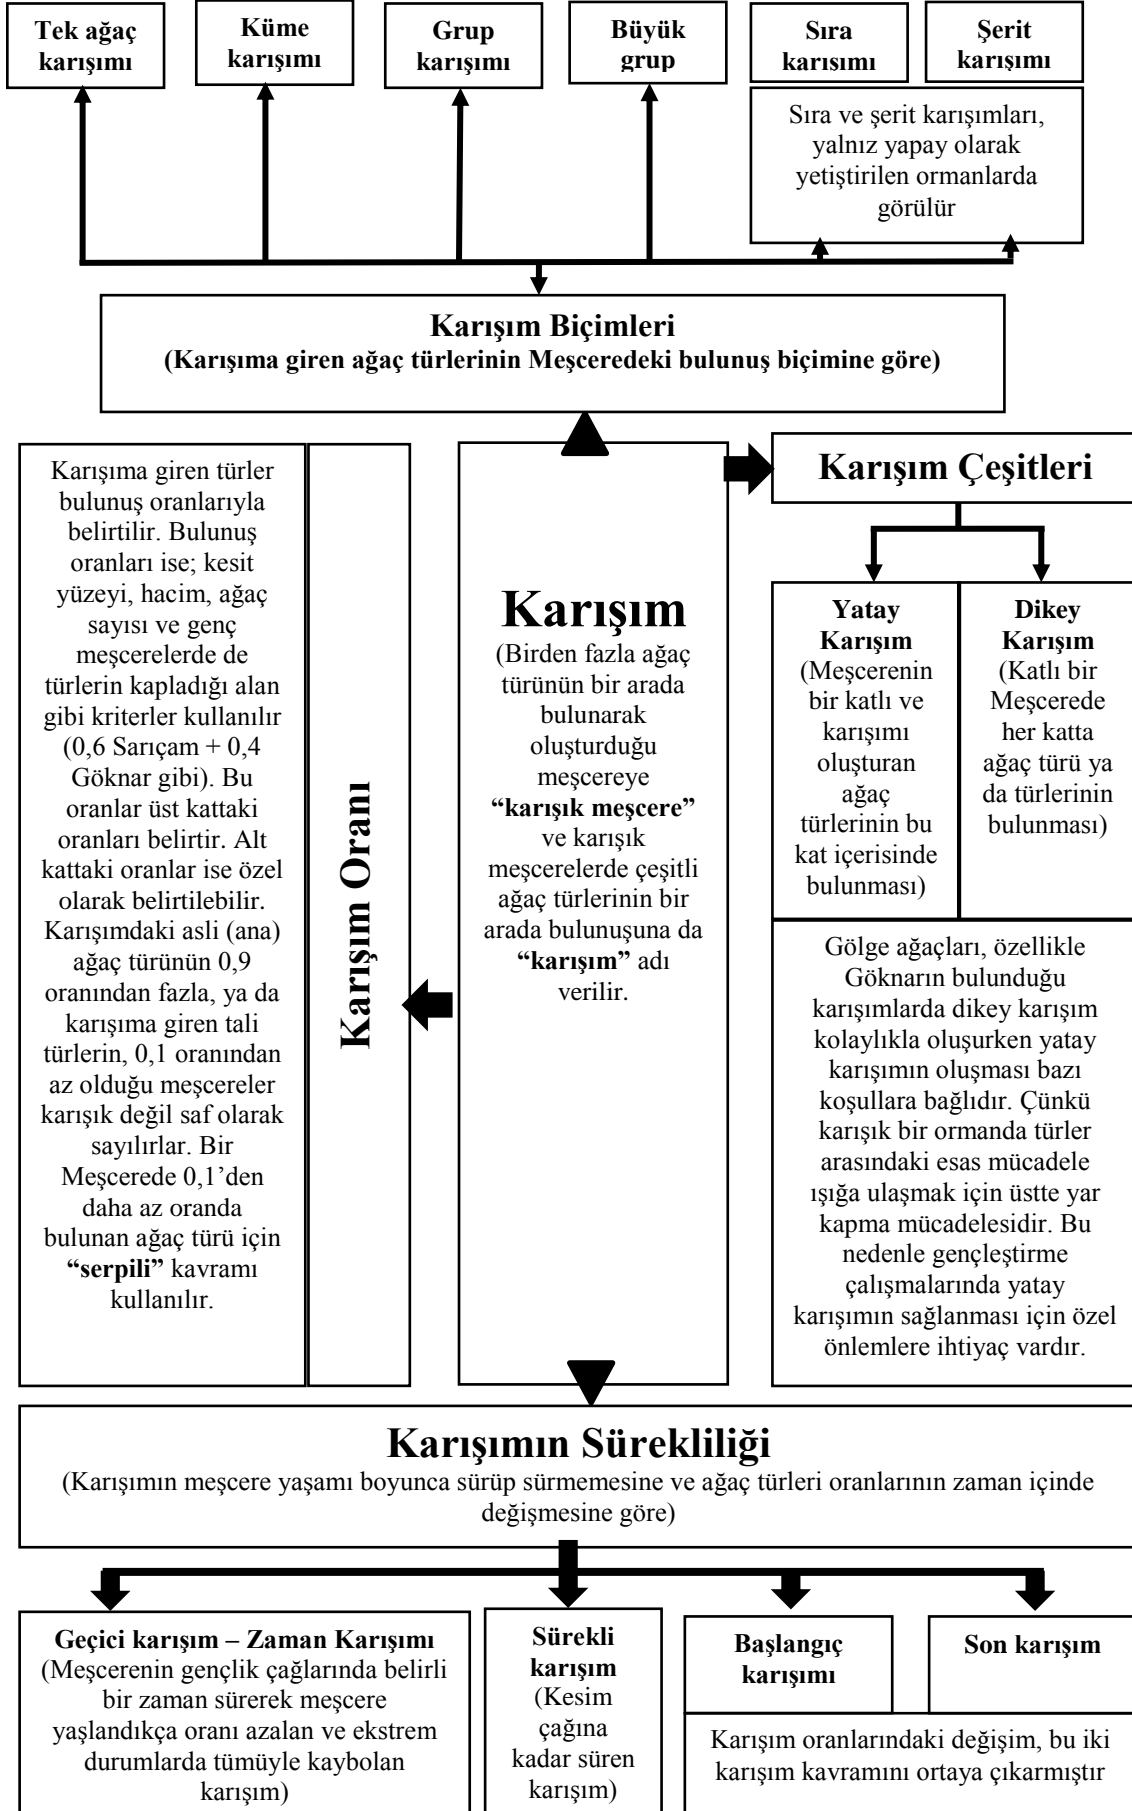 Tek ağaç
karışımı
Küme
karışımı
Grup
karışımı
Büyük
grup
Sıra
karısımı
Şerit
karışımı
Sıra ve şerit karışımları,
yalnız yapay olarak
yetiştirilen ormanlarda
görülür
Karışım Biçimleri
(Karışıma giren ağaç türlerinin Meşceredeki bulunuş biçimine göre)
Karışıma giren türler
bulunuş oranlarıyla
belirtilir. Bulunuş
oranları ise; kesit
yüzeyi, hacim, ağaç
sayısı ve genç
meşcerelerde de
türlerin kapladığı alan
gibi kriterler kullanılır
(0,6 Sarıçam + 0,4
Göknar gibi). Bu
oranlar üst kattaki
oranları belirtir. Alt
kattaki oranlar ise özel
olarak belirtilebilir.
Karışımdaki asli (ana)
ağaç türünün 0,9
oranından fazla, ya da
karışıma giren tali
türlerin, 0,1 oranından
az olduğu meşcereler
karışık değil saf olarak
sayılırlar. Bir
Meşcerede 0,1’den
daha az oranda
bulunan ağaç türü için
“serpili” kavramı
kullanılır.
Karışım Oranı
Karışım
(Birden fazla ağaç
türünün bir arada
bulunarak
oluşturduğu
meşcereye
“karışık meşcere”
ve karışık
meşcerelerde çeşitli
ağaç türlerinin bir
arada bulunuşuna da
“karışım” adı
verilir.
Karışım Çeşitleri
Yatay
Karışım
(Meşcerenin
bir katlı ve
karışımı
oluşturan
ağaç
türlerinin bu
kat içerisinde
bulunması)
Dikey
Karışım
(Katlı bir
Meşcerede
her katta
ağaç türü ya
da türlerinin
bulunması)
Gölge ağaçları, özellikle
Göknarın bulunduğu
karışımlarda dikey karışım
kolaylıkla oluşurken yatay
karışımın oluşması bazı
koşullara bağlıdır. Çünkü
karışık bir ormanda türler
arasındaki esas mücadele
ışığa ulaşmak için üstte yar
kapma mücadelesidir. Bu
nedenle gençleştirme
çalışmalarında yatay
karışımın sağlanması için özel
önlemlere ihtiyaç vardır.
Karışımın Sürekliliği
(Karışımın meşcere yaşamı boyunca sürüp sürmemesine ve ağaç türleri oranlarının zaman içinde
değişmesine göre)
Geçici karışım – Zaman Karışımı
(Meşcerenin gençlik çağlarında belirli
bir zaman sürerek meşcere
yaşlandıkça oranı azalan ve ekstrem
durumlarda tümüyle kaybolan
karışım)
Sürekli
karışım
(Kesim
çağına
kadar süren
karışım)
Başlangıç
karışımı
Son karışım
Karışım oranlarındaki değişim, bu iki
karışım kavramını ortaya çıkarmıştır